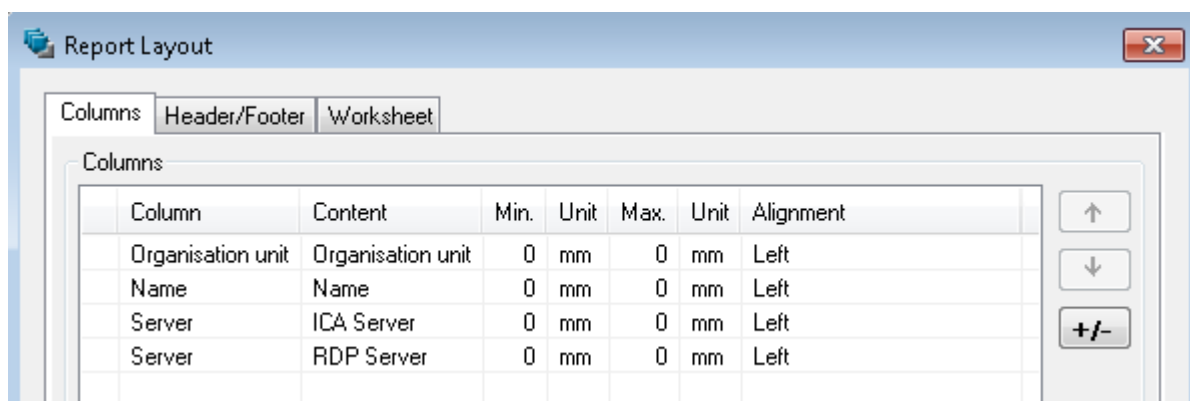 Report Layout
Columns Header/Footer Worksheet
Columns
Column Content Min. Unit Max. Unit Alignment
Organisation unit Organisation unit 0 mm 0 mm Left
Name Name 0 mm 0 mm Left
Server ICA Server 0 mm 0 mm Left
+/-
Server RDP Server 0 mm 0 mm Left